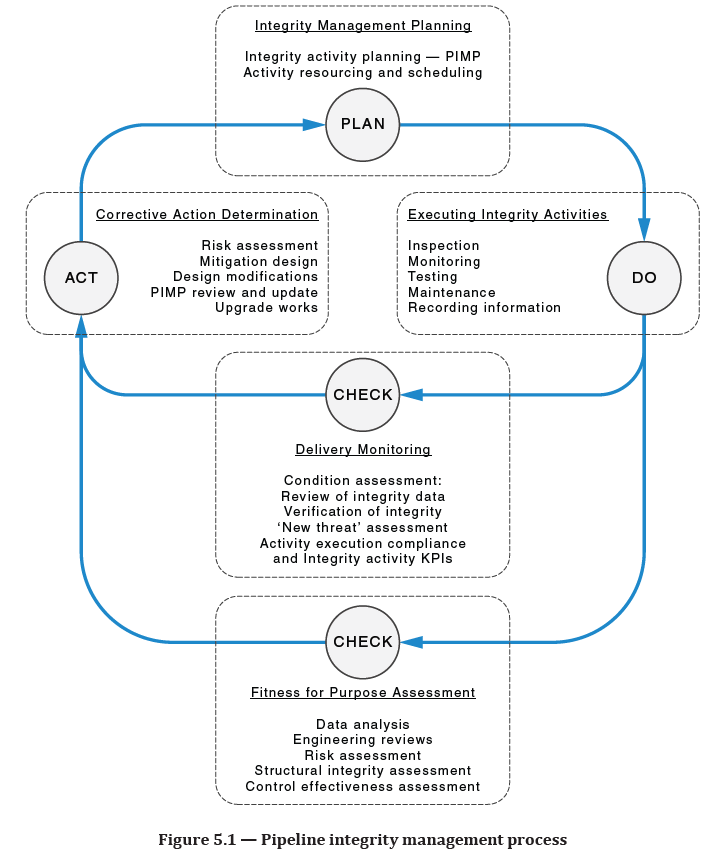 Integrity Management Planning
Integrity activity planning — PIMP
Activity resourcing and scheduling
PLAN
Corrective Action Determination
Risk assessment
Mitigation design
Design modifications
PIMP review and update
Upgrade works
ACT
Executing Integrity Activities
Inspection
Monitoring
Testing
Maintenance
Recording information
DO
CHECK
Delivery Monitoring
Condition assessment:
Review of integrity data
Verification of integrity
‘New threat’ assessment
Activity execution compliance
and Integrity activity KPIs
CHECK
Fitness for Purpose Assessment
Data analysis
Engineering reviews
Risk assessment
Structural integrity assessment
Control effectiveness assessment
Figure 5.1 — Pipeline integrity management process